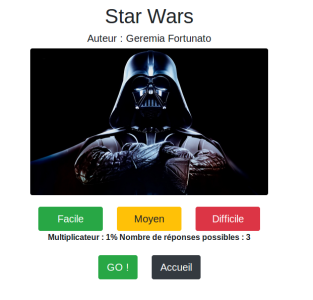 Star Wars
Auteur : Geremia Fortunato
Facile Moyen Difficile
Multiplicateur : 1% Nombre de réponses possibles : 3
GO ! Accueil